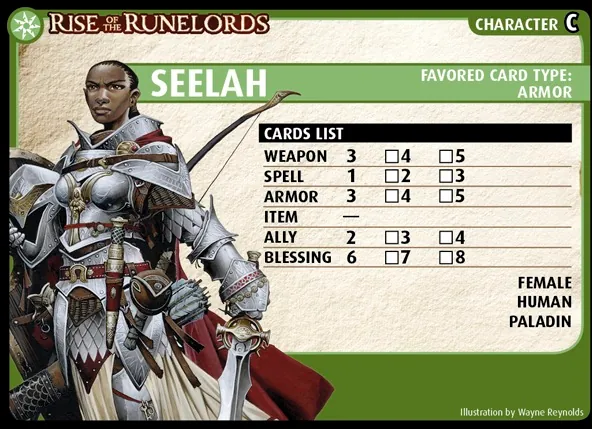 RISE OF THE RUNELORDS
CHARACTER C
SEELAH
FAVORED CARD TYPE:
ARMOR
CARDS LIST
WEAPON 3 □4 □5
SPELL 1 □2 □3
ARMOR 3 □4 □5
ITEM —
ALLY 2 □3 □4
BLESSING 6 □7 □8
FEMALE
HUMAN
PALADIN
Illustration by Wayne Reynolds